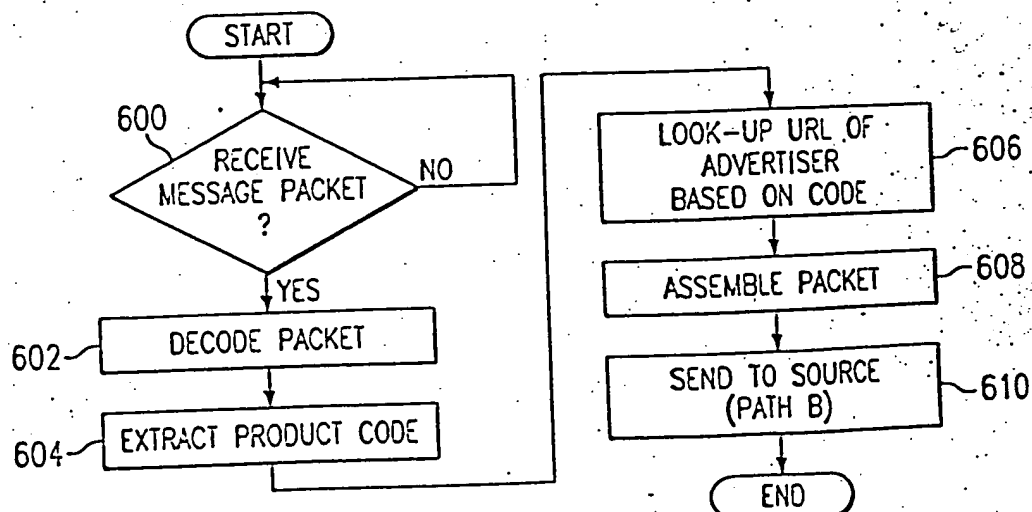 START
600
RECEIVE
MESSAGE PACKET
?
NO
YES
602
DECODE PACKET
604
EXTRACT PRODUCT CODE
LOOK-UP URL OF
ADVERTISER
BASED ON CODE
606
ASSEMBLE PACKET
608
SEND TO SOURCE
(PATH B)
610
END